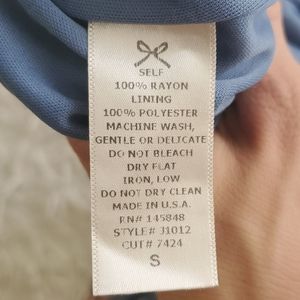 SELF
100% RAYON
LINING
100% POLYESTER
MACHINE WASH,
GENTLE OR DELICATE
DO NOT BLEACH
DRY FLAT
IRON, LOW
DO NOT DRY CLEAN
MADE IN U.S.A.
RN# 145848
STYLE# J1012
CUT# 7424
S